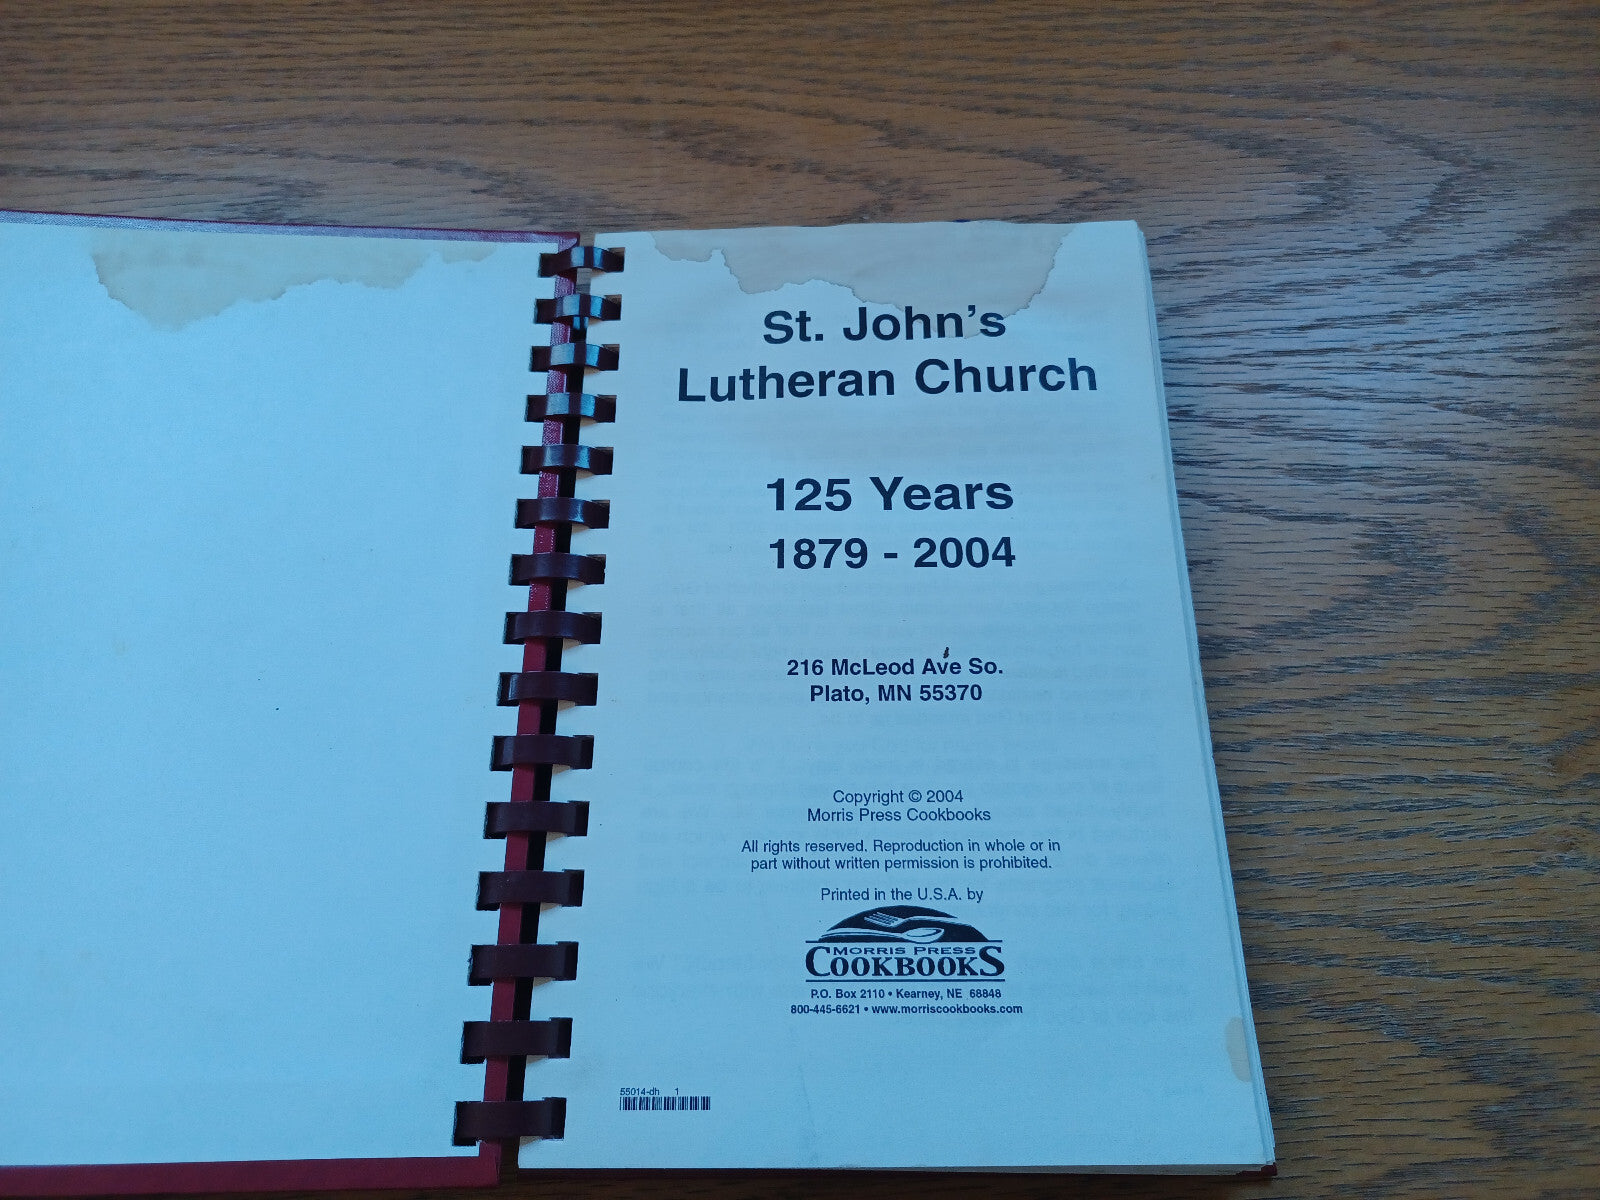 St. John's
Lutheran Church
125 Years
1879 - 2004
216 McLeod Ave So.
Plato, MN 55370
Copyright © 2004
Morris Press Cookbooks
All rights reserved. Reproduction in whole or in
part without written permission is prohibited.
Printed in the U.S.A. by
MORRIS PRESS
COOKBOOKS
P.O. Box 2110 • Kearney, NE 68848
800-445-6621 • www.morriscookbooks.com
55014-dh 1